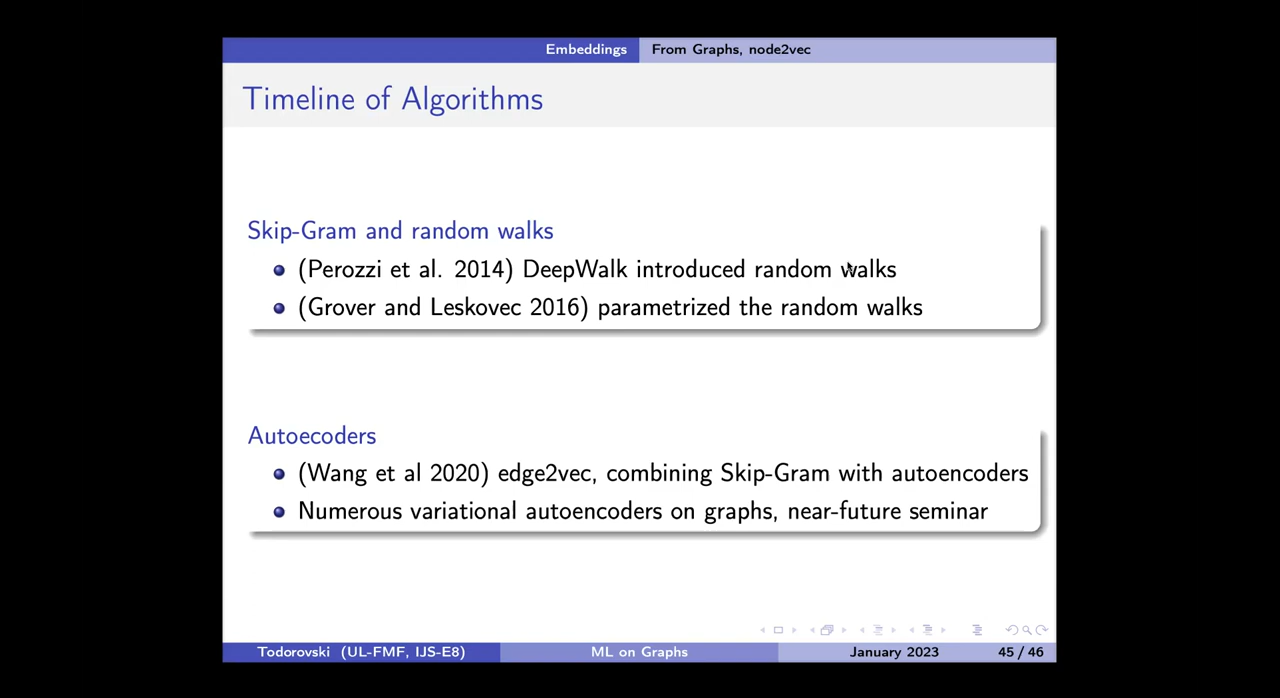 Embeddings From Graphs, node2vec
Timeline of Algorithms
Skip-Gram and random walks
(Perozzi et al. 2014) DeepWalk introduced random walks
(Grover and Leskovec 2016) parametrized the random walks
Autoecoders
(Wang et al 2020) edge2vec, combining Skip-Gram with autoencoders
Numerous variational autoencoders on graphs, near-future seminar
Todorovski (UL-FMF, IJS-E8) ML on Graphs January 2023 45 / 46